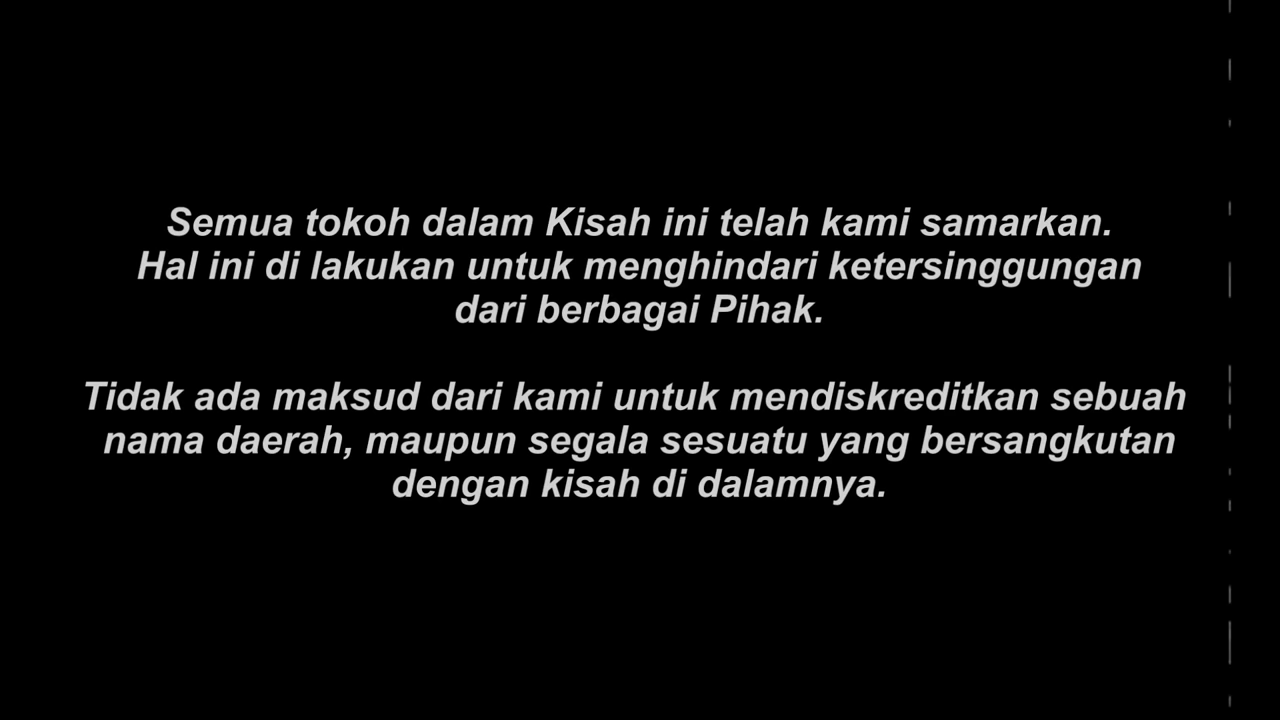 Semua tokoh dalam Kisah ini telah kami samarkan.
Hal ini di lakukan untuk menghindari ketersinggungan
dari berbagai Pihak.
Tidak ada maksud dari kami untuk mendiskreditkan sebuah
nama daerah, maupun segala sesuatu yang bersangkutan
dengan kisah di dalamnya.